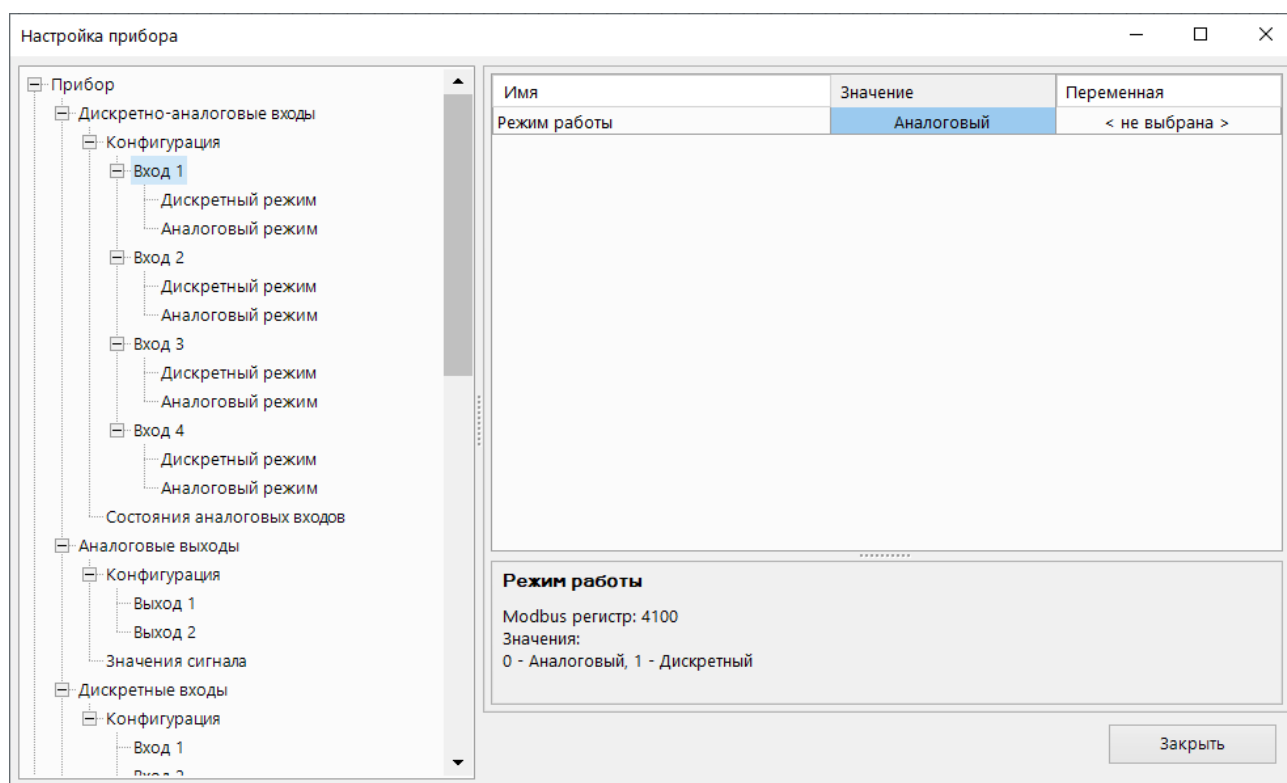 Настройка прибора
Прибор
Дискретно-аналоговые входы
Конфигурация
Вход 1
Дискретный режим
Аналоговый режим
Вход 2
Дискретный режим
Аналоговый режим
Вход 3
Дискретный режим
Аналоговый режим
Вход 4
Дискретный режим
Аналоговый режим
Состояния аналоговых входов
Аналоговые выходы
Конфигурация
Выход 1
Выход 2
Значения сигнала
Дискретные входы
Конфигурация
Вход 1
Вход 2
Имя Значение Переменная
Режим работы Аналоговый < не выбрана >
Режим работы
Modbus регистр: 4100
Значения:
0 - Аналоговый, 1 - Дискретный
Закрыть